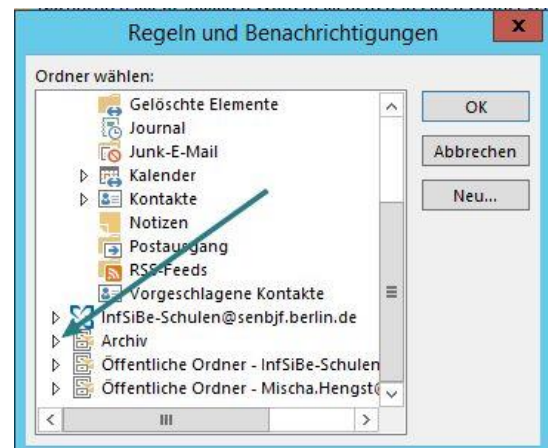 Regeln und Benachrichtigungen
X
Ordner wählen:
Gelöschte Elemente
OK
Journal
Junk-E-Mail
Abbrechen
Kalender
Kontakte
Neu...
Notizen
Postausgang
RSS-Feeds
Vorgeschlagene Kontakte
InfSiBe-Schulen@senbjf.berlin.de
Archiv
Öffentliche Ordner - InfSiBe-Schulen
Öffentliche Ordner - Mischa.Hengst@